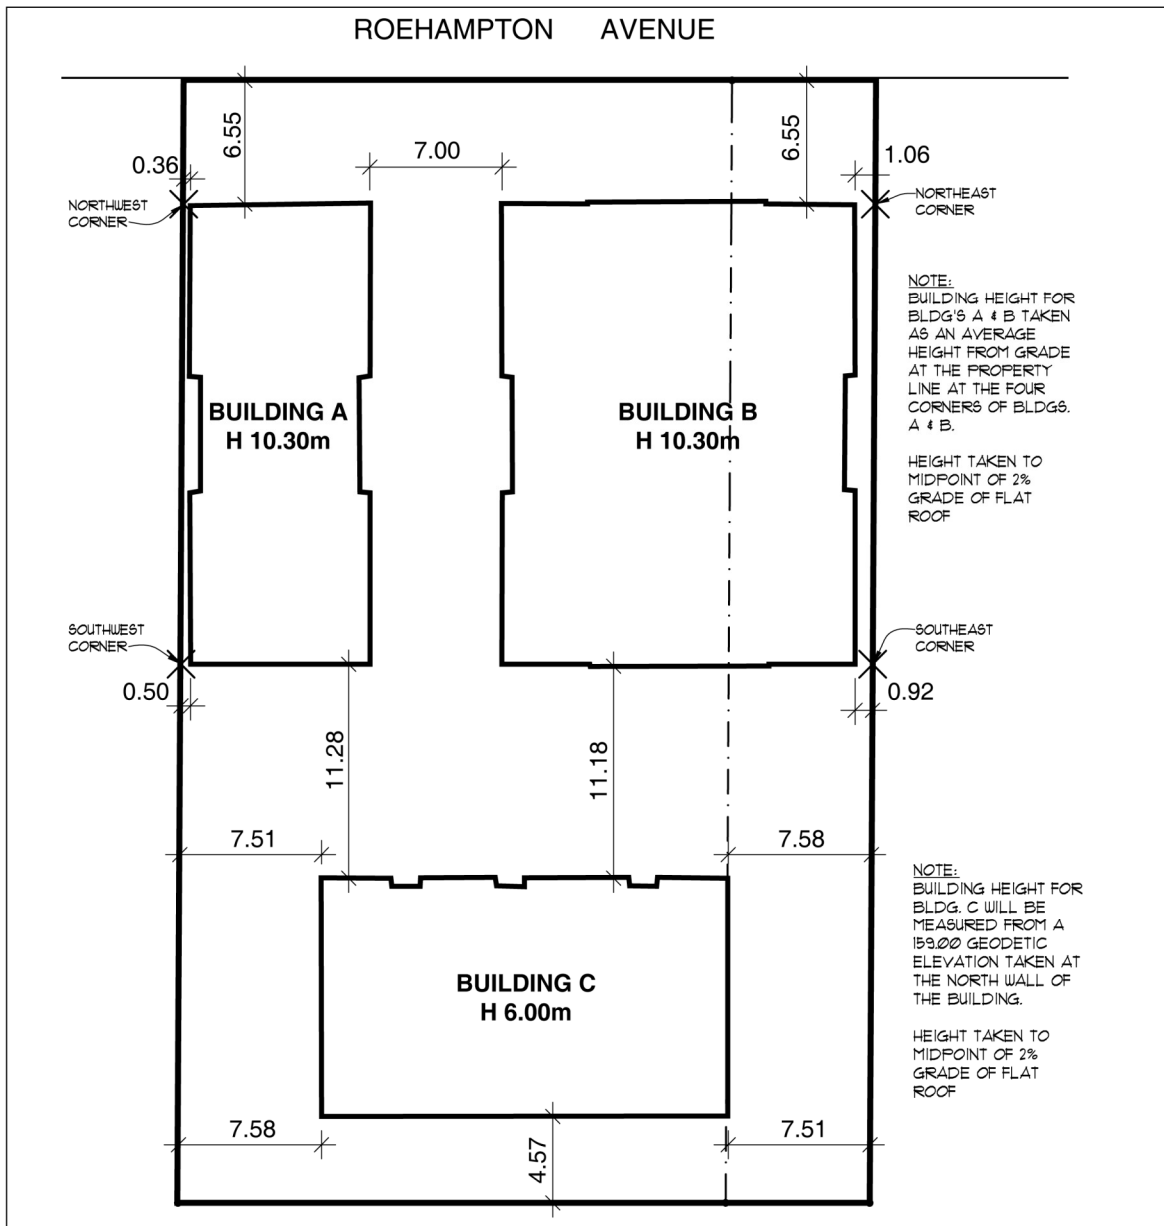 ROEHAMPTON AVENUE
6.55
6.55
0.36
7.00
1.06
NORTHWEST
CORNER
NORTHEAST
CORNER
NOTE:
BUILDING HEIGHT FOR
BLDG'S A & B TAKEN
AS AN AVERAGE
HEIGHT FROM GRADE
AT THE PROPERTY
LINE AT THE FOUR
CORNERS OF BLDGS.
A & B.
HEIGHT TAKEN TO
MIDPOINT OF 2%
GRADE OF FLAT
ROOF
BUILDING A
H 10.30m
BUILDING B
H 10.30m
SOUTHWEST
CORNER
SOUTHEAST
CORNER
0.50
0.92
11.28
11.18
7.51
7.58
NOTE:
BUILDING HEIGHT FOR
BLDG. C WILL BE
MEASURED FROM A
159.00 GEODETIC
ELEVATION TAKEN AT
THE NORTH WALL OF
THE BUILDING.
HEIGHT TAKEN TO
MIDPOINT OF 2%
GRADE OF FLAT
ROOF
BUILDING C
H 6.00m
7.58
4.57
7.51